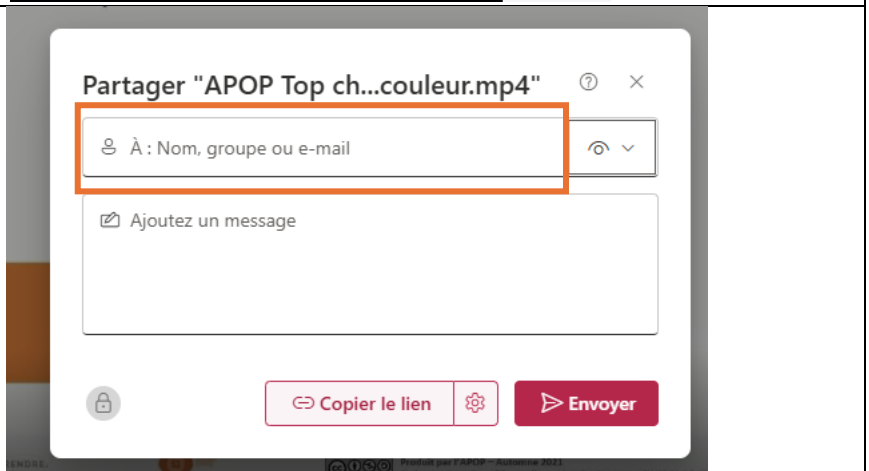 Partager "APOP Top ch...couleur.mp4"
À : Nom, groupe ou e-mail
Ajoutez un message
Copier le lien
Envoyer
Produit par l'APOP – Automne 2021